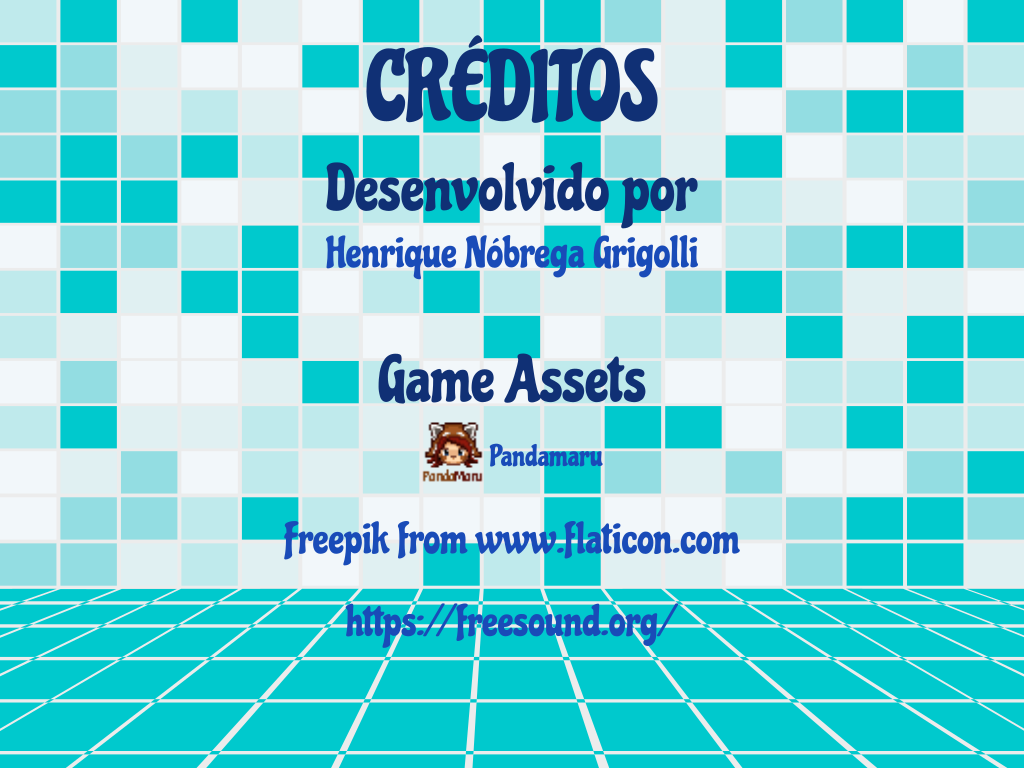 CRÉDITOS
Desenvolvido por
Henrique Nóbrega Grigolli
Game Assets
PandaMaru
Pandamaru
Freepik from www.flaticon.com
https://freesound.org/